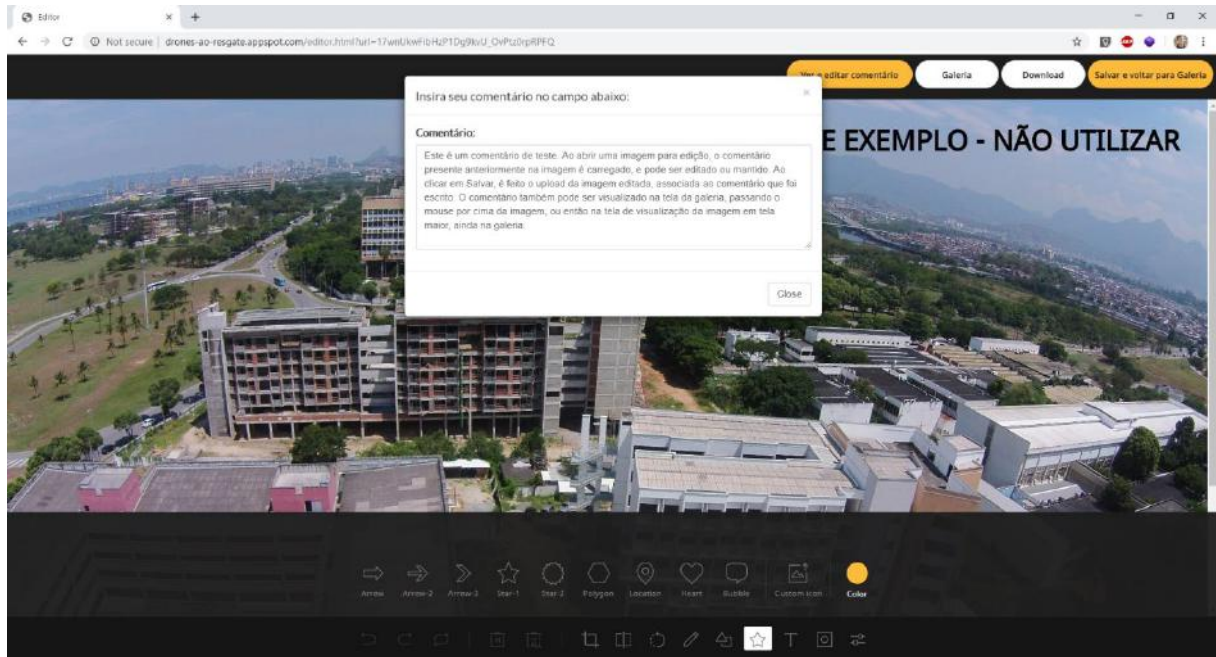 Editor
Not secure | drones-ao-resgate.appspot.com/editor.html?url=
editar comentário
Galeria
Download
Salvar e voltar para Galeria
Insira seu comentário no campo abaixo:
E EXEMPLO - NÃO UTILIZAR
Comentário:
Este é um comentário de teste. Ao abrir uma imagem para edição, o comentário
presente anteriormente na imagem é carregado, e pode ser editado ou mantido. Ao
clicar em Salvar, é feito o upload da imagem editada, associada ao comentário que foi
escrito. O comentário também pode ser visualizado na tela da galeria, passando o
mouse por cima da imagem, ou então na tela de visualização da imagem em tela
maior, ainda na galeria.
Close
Arrow Arrow-2 Arrow-3 Star-1 Star-2 Polygon Location Heart Bubble Custom icon Color